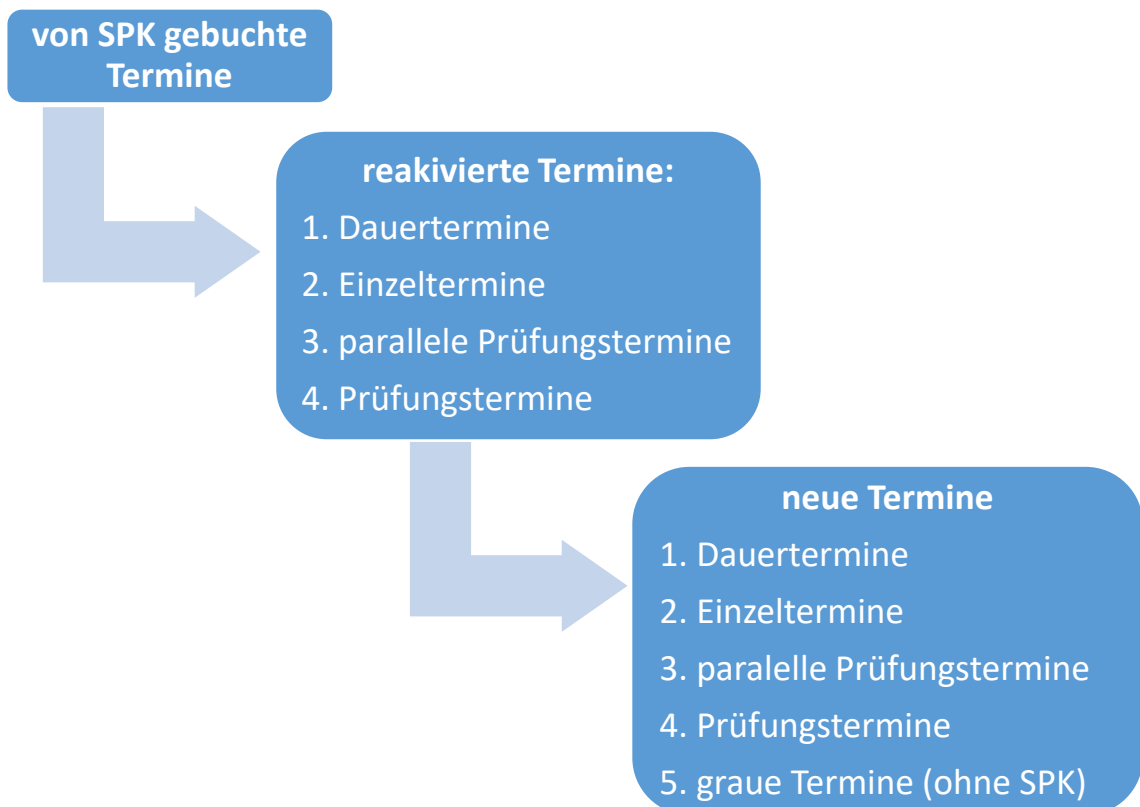 von SPK gebuchte
Termine
reakivierte Termine:
1. Dauertermine
2. Einzeltermine
3. parallele Prüfungstermine
4. Prüfungstermine
neue Termine
1. Dauertermine
2. Einzeltermine
3. paralelle Prüfungstermine
4. Prüfungstermine
5. graue Termine (ohne SPK)